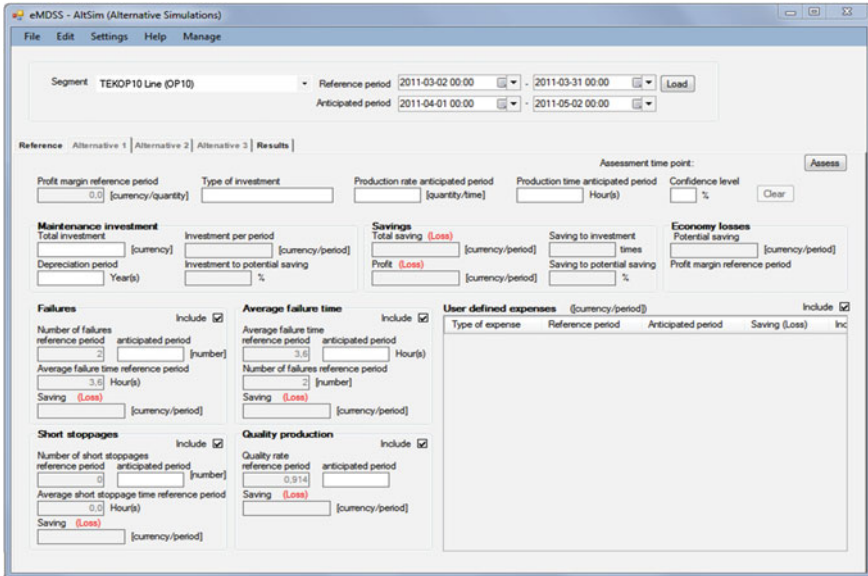 eMDSS - AltSim (Alternative Simulations)
File Edit Settings Help Manage
Segment TEKOP10 Line (OP10) Reference period 2011-03-02 00:00 - 2011-03-31 00:00 Load
Anticipated period 2011-04-01 00:00 - 2011-05-02 00:00
Reference Alternative 1 Alternative 2 Altenative 3 Results
Assessment time point: Assess
Profit margin reference period Type of investment Production rate anticipated period Production time anticipated period Confidence level
0,0 [currency/quantity] [quantity/time] Hour(s) % Clear
Maintenance investment
Total investment Investment per period
[currency] [currency/period]
Depreciation period Investment to potential saving
Year(s) %
Savings
Total saving (Loss) Saving to investment
[currency/period] times
Profit (Loss) Saving to potential saving
[currency/period] %
Economy losses
Potential saving
[currency/period]
Profit margin reference period
Failures
Include
Number of failures
reference period anticipated period
2 [number]
Average failure time reference period
3,6 Hour(s)
Saving (Loss)
[currency/period]
Average failure time
Include
Average failure time
reference period anticipated period
3,6 Hour(s)
Number of failures reference period
2 [number]
Saving (Loss)
[currency/period]
User defined expenses ([currency/period]) Include
Type of expense Reference period Anticipated period Saving (Loss) Inc
Short stoppages
Include
Number of short stoppages
reference period anticipated period
0 [number]
Average short stoppage time reference period
0,0 Hour(s)
Saving (Loss)
[currency/period]
Quality production
Include
Quality rate
reference period anticipated period
0,914
Saving (Loss)
[currency/period]